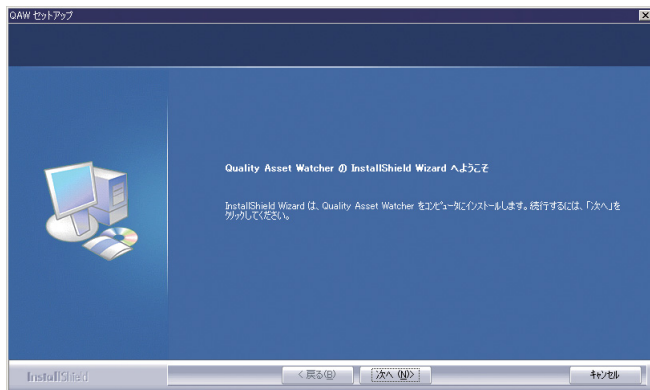 QAW セットアップ
Quality Asset Watcher の InstallShield Wizard へようこそ
InstallShield Wizard は、Quality Asset Watcher をコンピュータにインストールします。続行するには、「次へ」を
クリックしてください。
InstallShield
< 戻る(B)
次へ (N)>
キャンセル